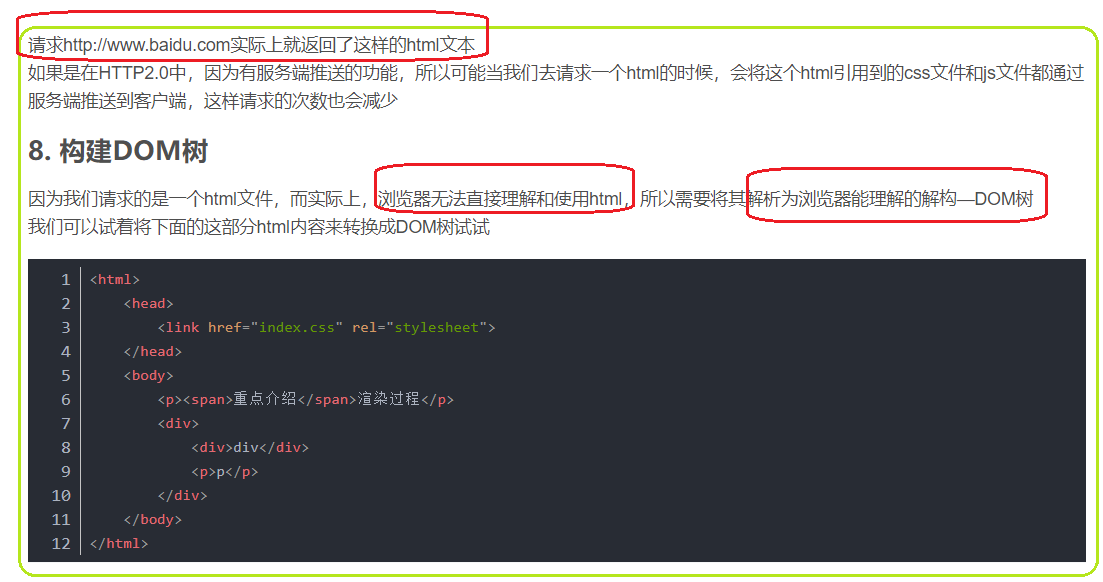 请求http://www.baidu.com实际上就返回了这样的html文本
如果是在HTTP2.0中，因为有服务端推送的功能，所以可能当我们去请求一个html的时候，会将这个html引用到的css文件和js文件都通过
服务端推送到客户端，这样请求的次数也会减少
8. 构建DOM树
因为我们请求的是一个html文件，而实际上，浏览器无法直接理解和使用html，所以需要将其解析为浏览器能理解的解构—DOM树
我们可以试着将下面的这部分html内容来转换成DOM树试试
1 <html>
2     <head>
3         <link href="index.css" rel="stylesheet">
4     </head>
5     <body>
6         <p><span>重点介绍</span>渲染过程</p>
7         <div>
8             <div>div</div>
9             <p>p</p>
10         </div>
11     </body>
12 </html>